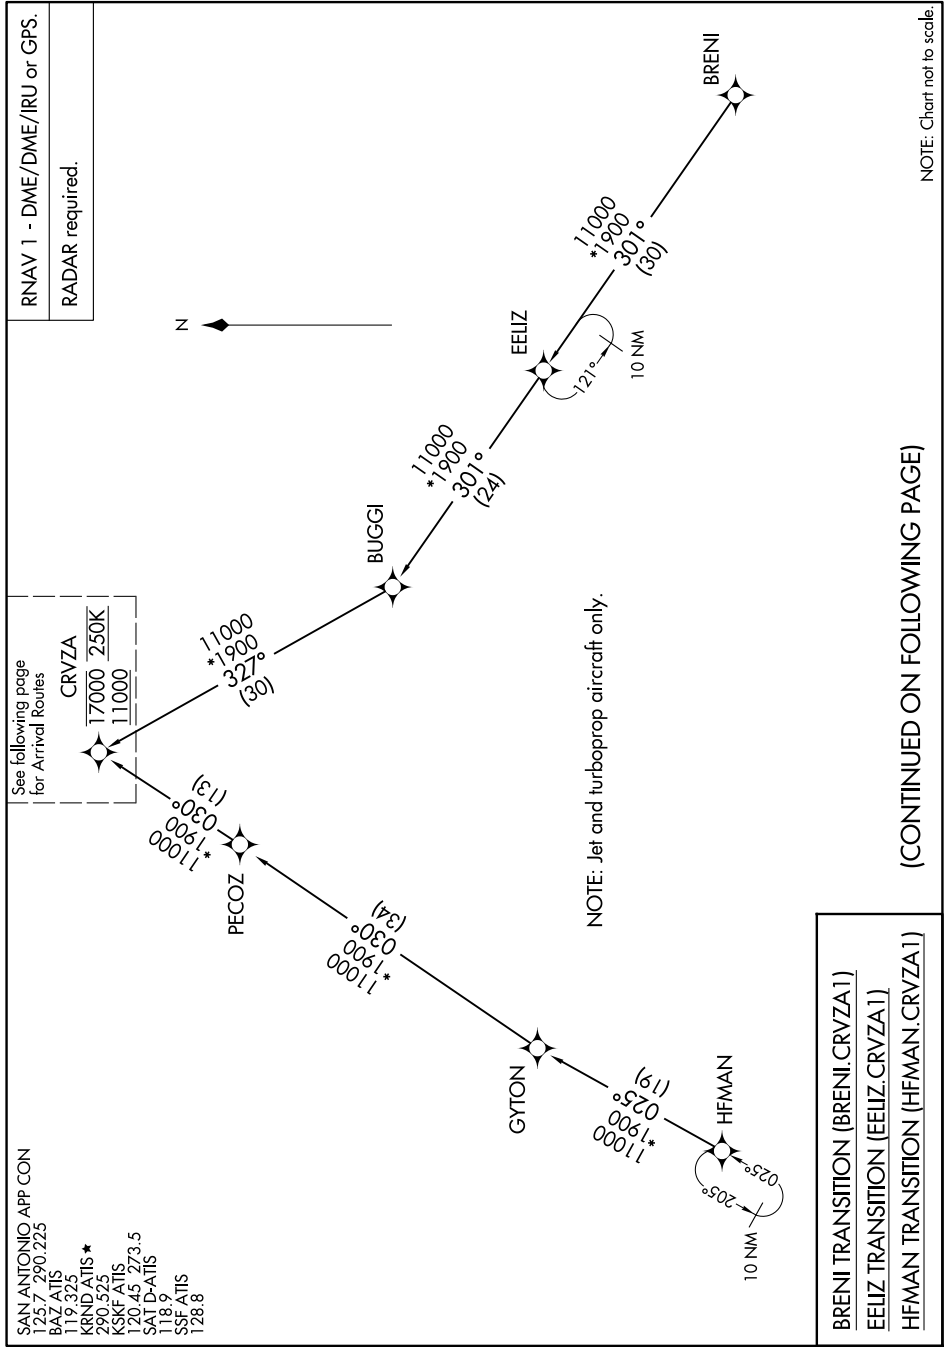 SAN ANTONIO APP CON
125.7 290.225
BAZ ATIS
119.325
KRND ATIS★
290.525
KSKF ATIS
120.45 273.5
SAT D-ATIS
118.9
SSF ATIS
128.8
See following page
for Arrival Routes
CRVZA
17000 250K
11000
RNAV 1 - DME/DME/IRU or GPS.
RADAR required.
N
PECOZ
11000
*1900
030°
(13)
11000
*1900
327°
(30)
BUGGI
11000
*1900
030°
(34)
11000
*1900
301°
(24)
EELIZ
121°
10 NM
11000
*1900
301°
(30)
BRENI
GYTON
11000
*1900
025°
(19)
HFMAN
205°
025°
10 NM
NOTE: Jet and turboprop aircraft only.
BRENI TRANSITION (BRENI.CRVZA1)
EELIZ TRANSITION (EELIZ.CRVZA1)
HFMAN TRANSITION (HFMAN.CRVZA1)
(CONTINUED ON FOLLOWING PAGE)
NOTE: Chart not to scale.